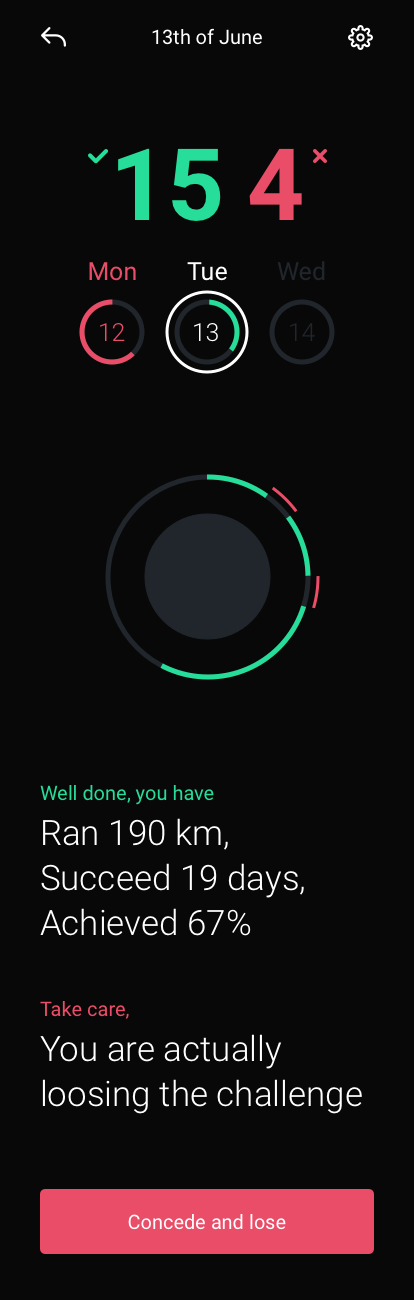 13th of June
15 4
Mon Tue Wed
12 13 14
Well done, you have
Ran 190 km,
Succeed 19 days,
Achieved 67%
Take care,
You are actually
loosing the challenge
Concede and lose